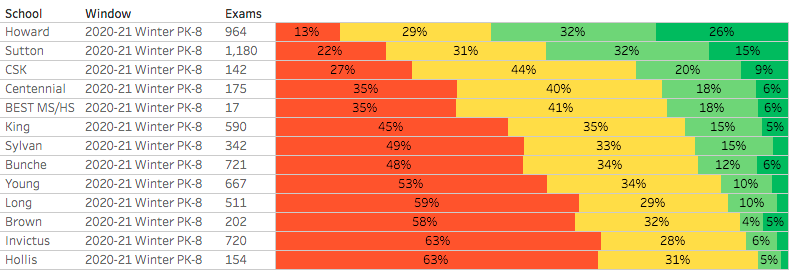 School Window Exams
Howard 2020-21 Winter PK-8 964 13% 29% 32% 26%
Sutton 2020-21 Winter PK-8 1,180 22% 31% 32% 15%
CSK 2020-21 Winter PK-8 142 27% 44% 20% 9%
Centennial 2020-21 Winter PK-8 175 35% 40% 18% 6%
BEST MS/HS 2020-21 Winter PK-8 17 35% 41% 18% 6%
King 2020-21 Winter PK-8 590 45% 35% 15% 5%
Sylvan 2020-21 Winter PK-8 342 49% 33% 15%
Bunche 2020-21 Winter PK-8 721 48% 34% 12% 6%
Young 2020-21 Winter PK-8 667 53% 34% 10%
Long 2020-21 Winter PK-8 511 59% 29% 10%
Brown 2020-21 Winter PK-8 202 58% 32% 4% 5%
Invictus 2020-21 Winter PK-8 720 63% 28% 6%
Hollis 2020-21 Winter PK-8 154 63% 31% 5%